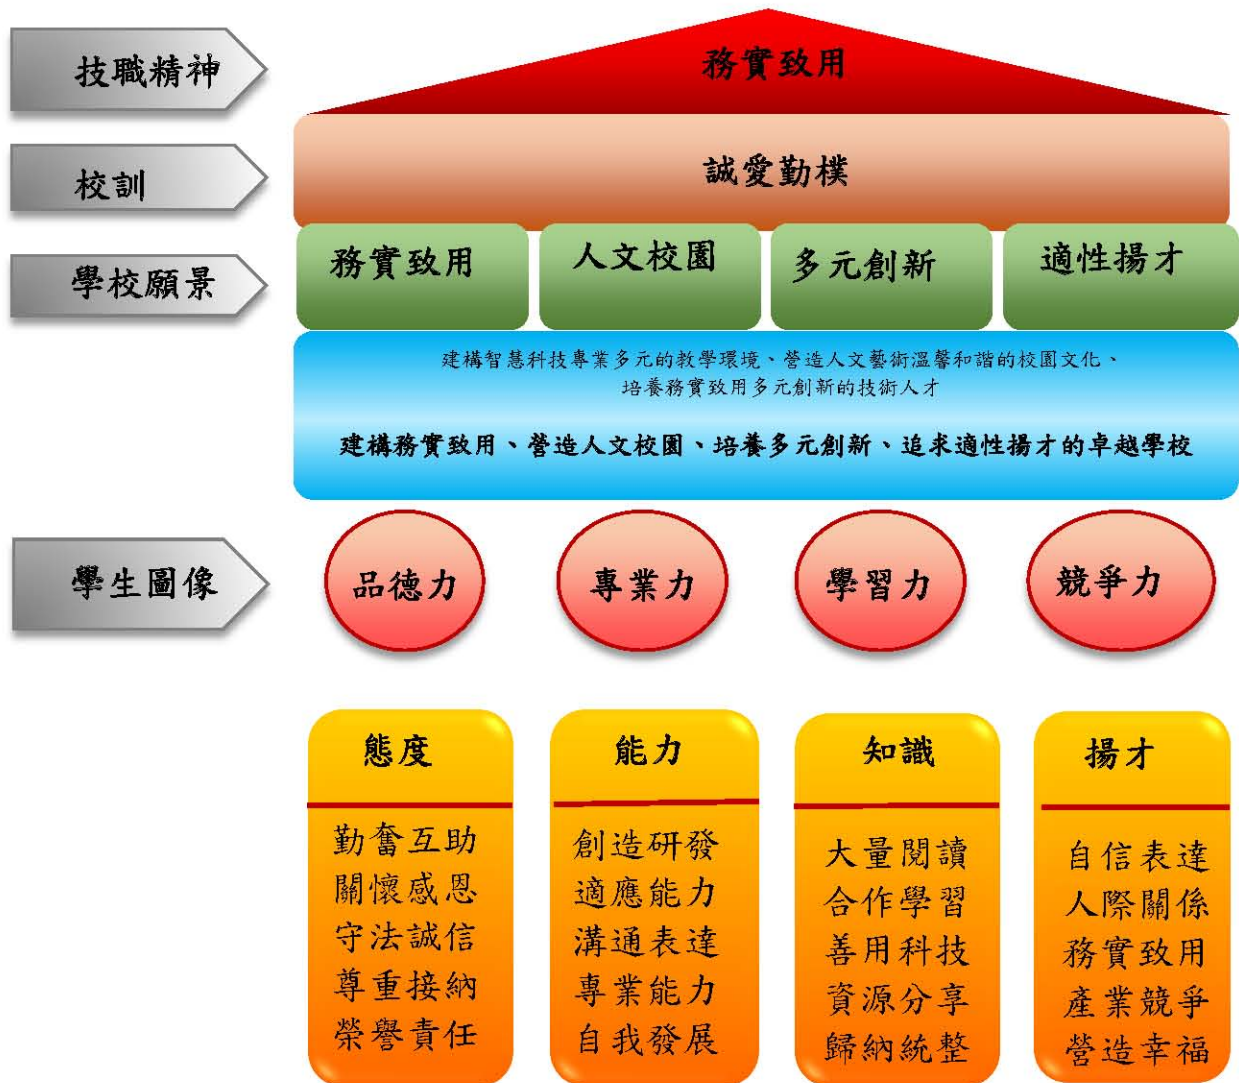 技職精神
務實致用
校訓
誠愛勤樸
學校願景
務實致用
人文校園
多元創新
適性揚才
建構智慧科技專業多元的教學環境、營造人文藝術溫馨和諧的校園文化、
培養務實致用多元創新的技術人才
建構務實致用、營造人文校園、培養多元創新、追求適性揚才的卓越學校
學生圖像
品德力
專業力
學習力
競爭力
態度
勤奮互助
關懷感恩
守法誠信
尊重接納
榮譽責任
能力
創造研發
適應能力
溝通表達
專業能力
自我發展
知識
大量閱讀
合作學習
善用科技
資源分享
歸納統整
揚才
自信表達
人際關係
務實致用
產業競爭
營造幸福